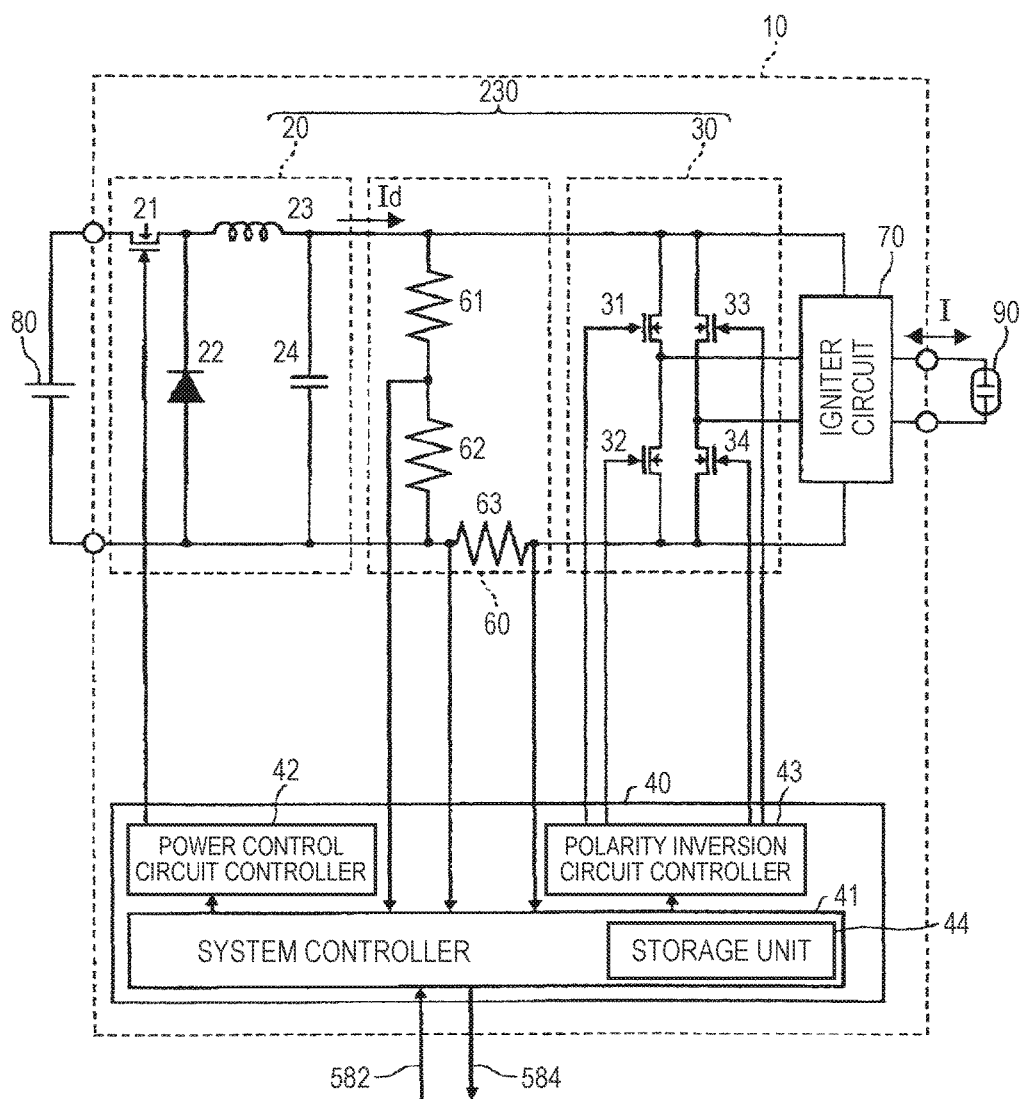 10
230
20
30
21
23
Id
61
31
33
70
I
90
80
22
24
IGNITER
CIRCUIT
62
32
34
63
60
42
40
43
POWER CONTROL
CIRCUIT CONTROLLER
POLARITY INVERSION
CIRCUIT CONTROLLER
41
44
SYSTEM CONTROLLER
STORAGE UNIT
582
584